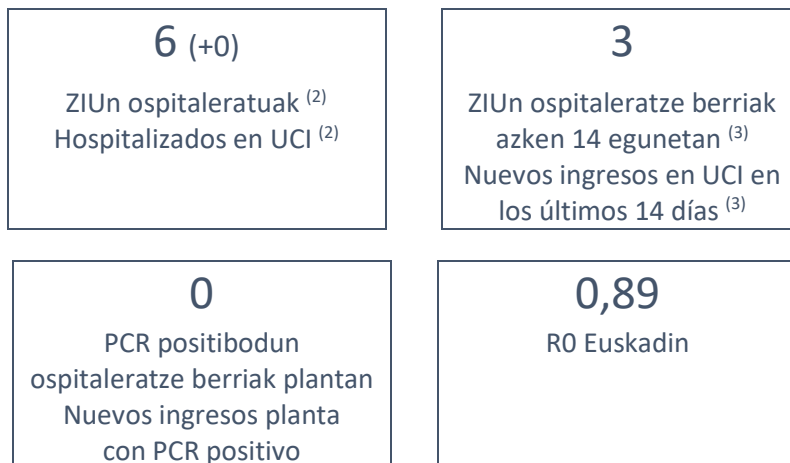 6 (+0)
ZIUn ospitaleratuak (2)
Hospitalizados en UCI (2)
3
ZIUn ospitaleratze berriak
azken 14 egunetan (3)
Nuevos ingresos en UCI en
los últimos 14 días (3)
0
PCR positibodun
ospitaleratze berriak plantan
Nuevos ingresos planta
con PCR positivo
0,89
R0 Euskadin